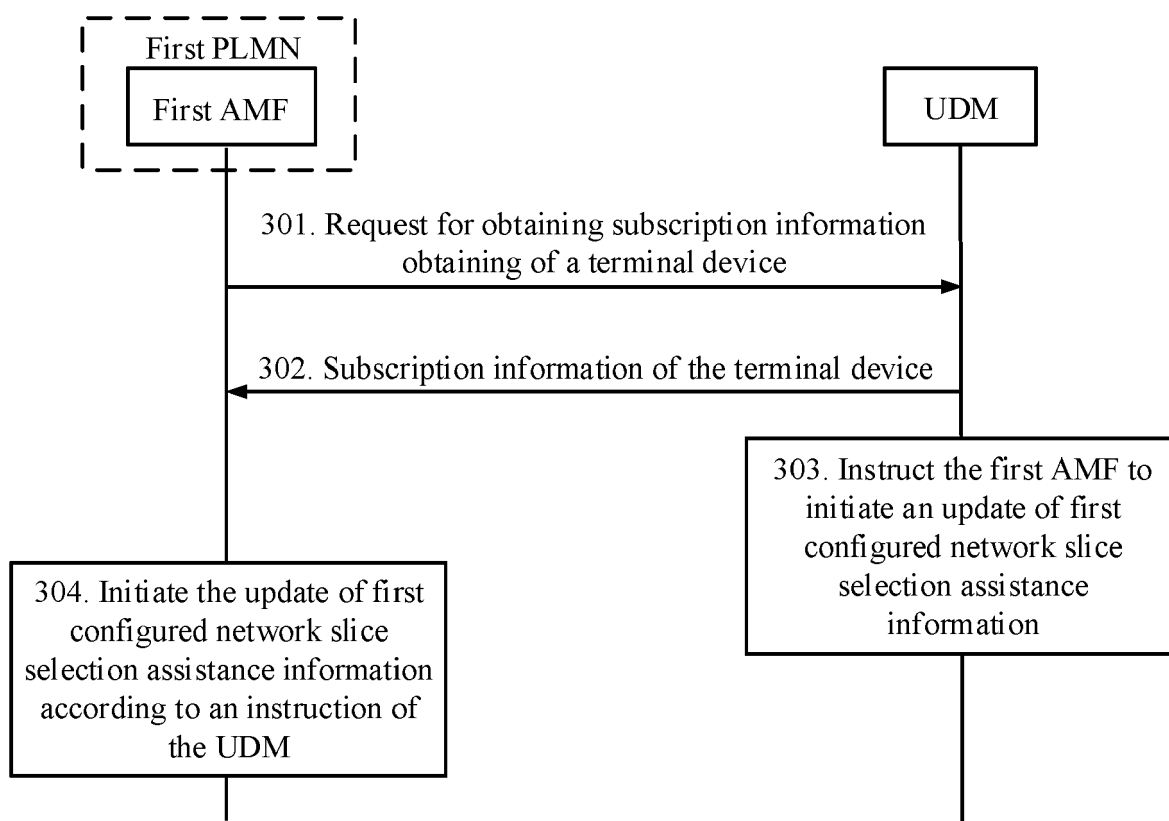 First PLMN
First AMF
UDM
301. Request for obtaining subscription information
obtaining of a terminal device
302. Subscription information of the terminal device
303. Instruct the first AMF to
initiate an update of first
configured network slice
selection assistance
information
304. Initiate the update of first
configured network slice
selection assistance information
according to an instruction of
the UDM